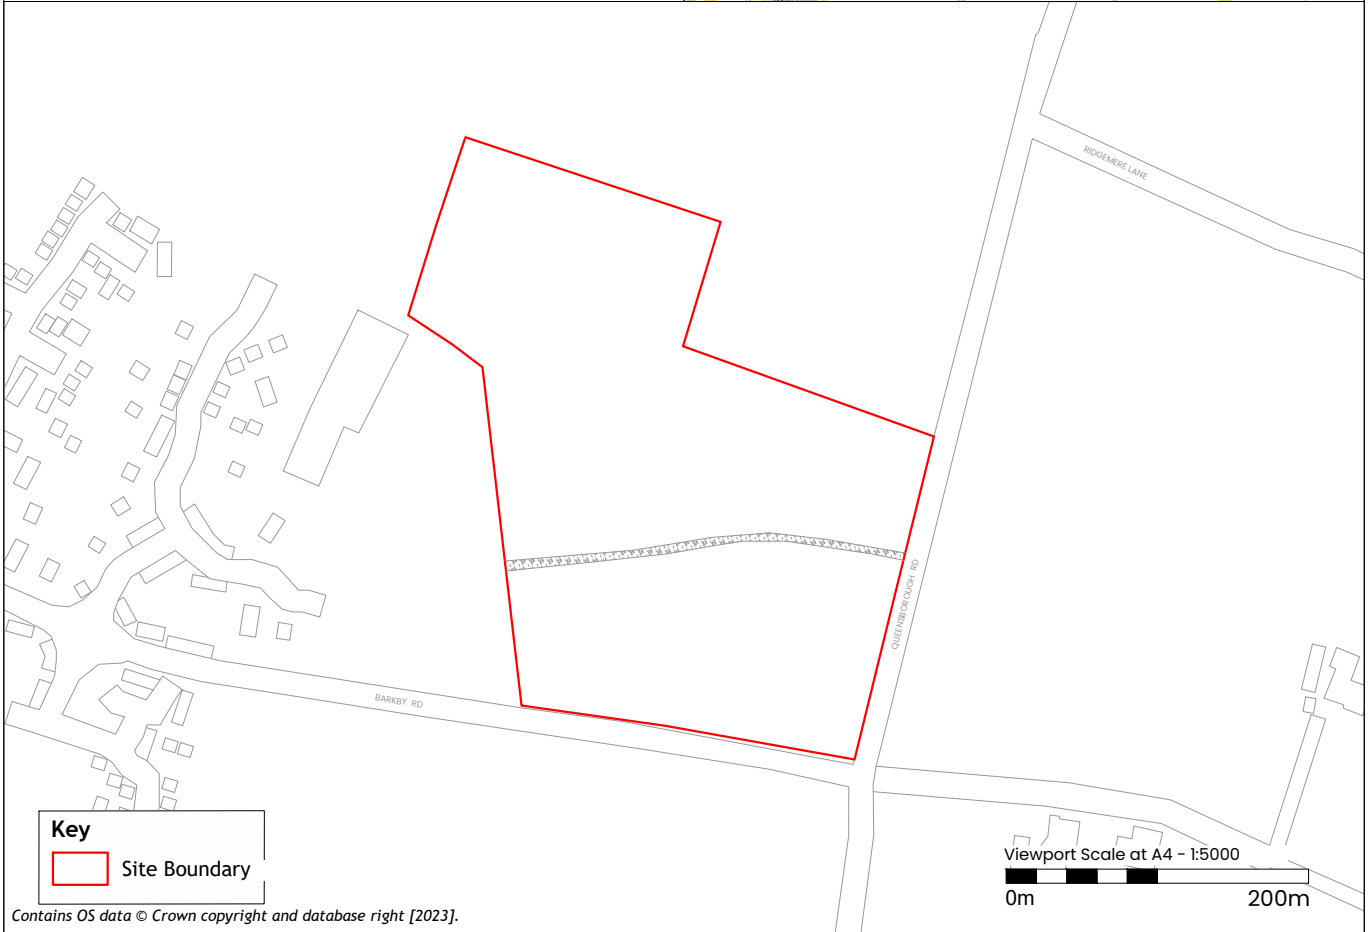 RIDGEMERE LANE
QUEENSBOROUGH RD
BARKBY RD
Key
Site Boundary
Viewport Scale at A4 - 1:5000
0m 200m
Contains OS data © Crown copyright and database right [2023].